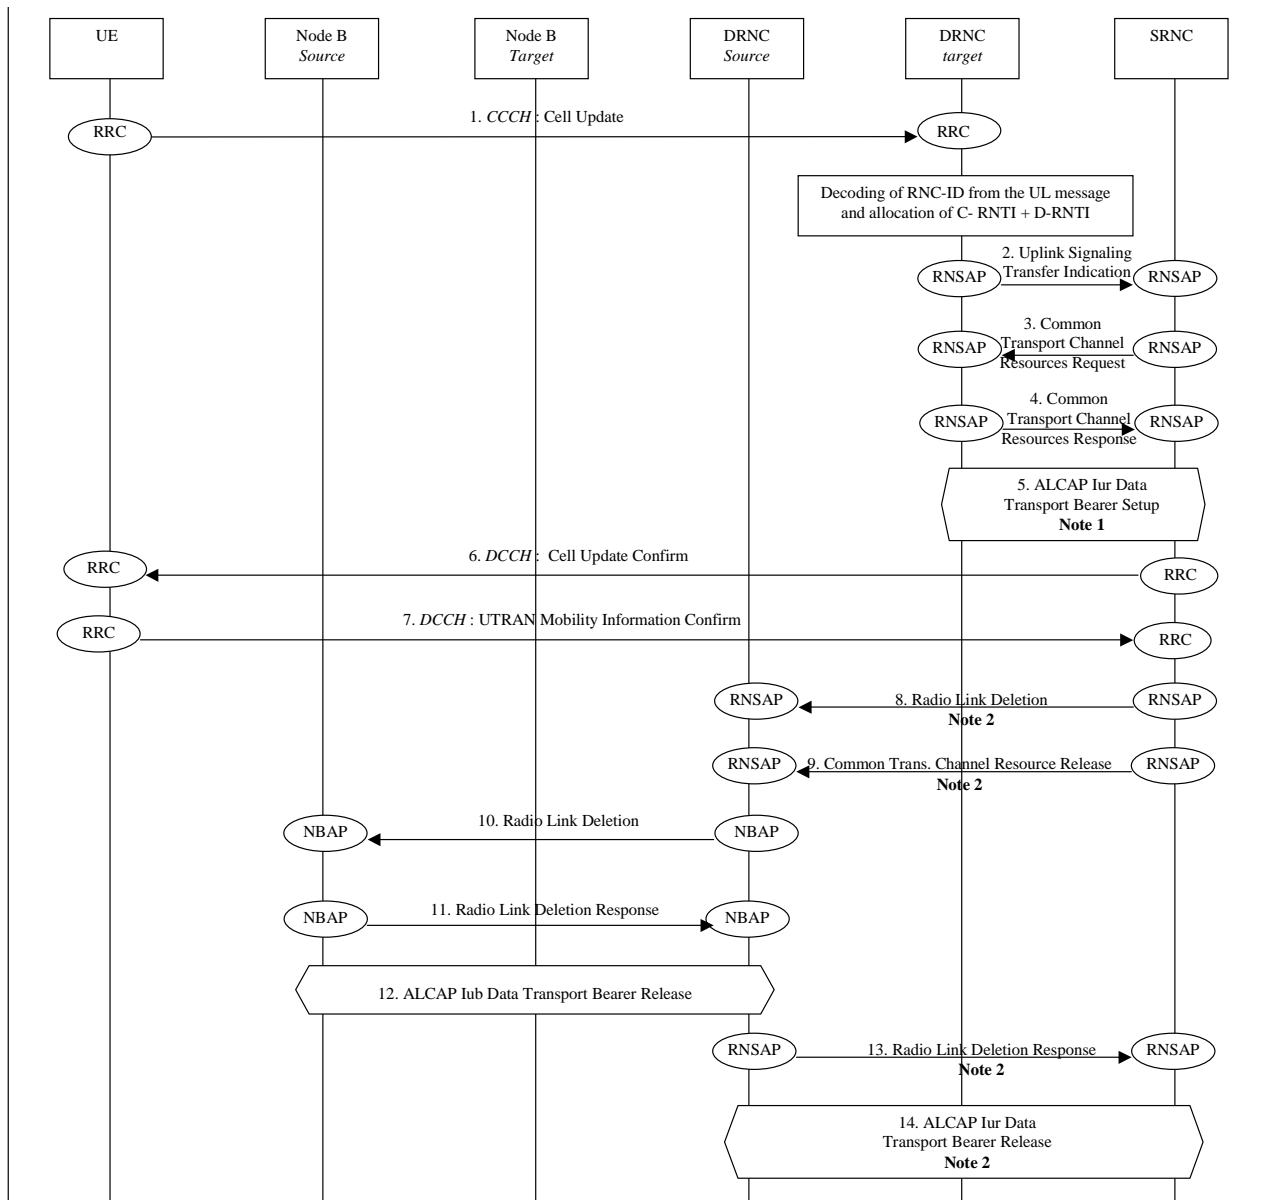 UE
Node B
Source
Node B
Target
DRNC
Source
DRNC
target
SRNC
1. CCCH : Cell Update
RRC
RRC
Decoding of RNC-ID from the UL message
and allocation of C- RNTI + D-RNTI
2. Uplink Signaling
Transfer Indication
RNSAP
RNSAP
3. Common
Transport Channel
Resources Request
RNSAP
RNSAP
4. Common
Transport Channel
Resources Response
RNSAP
RNSAP
5. ALCAP Iur Data
Transport Bearer Setup
Note 1
6. DCCH : Cell Update Confirm
RRC
RRC
7. DCCH : UTRAN Mobility Information Confirm
RRC
RRC
RNSAP
8. Radio Link Deletion
Note 2
RNSAP
RNSAP
9. Common Trans. Channel Resource Release
Note 2
RNSAP
10. Radio Link Deletion
NBAP
NBAP
11. Radio Link Deletion Response
NBAP
NBAP
12. ALCAP Iub Data Transport Bearer Release
RNSAP
13. Radio Link Deletion Response
Note 2
RNSAP
14. ALCAP Iur Data
Transport Bearer Release
Note 2